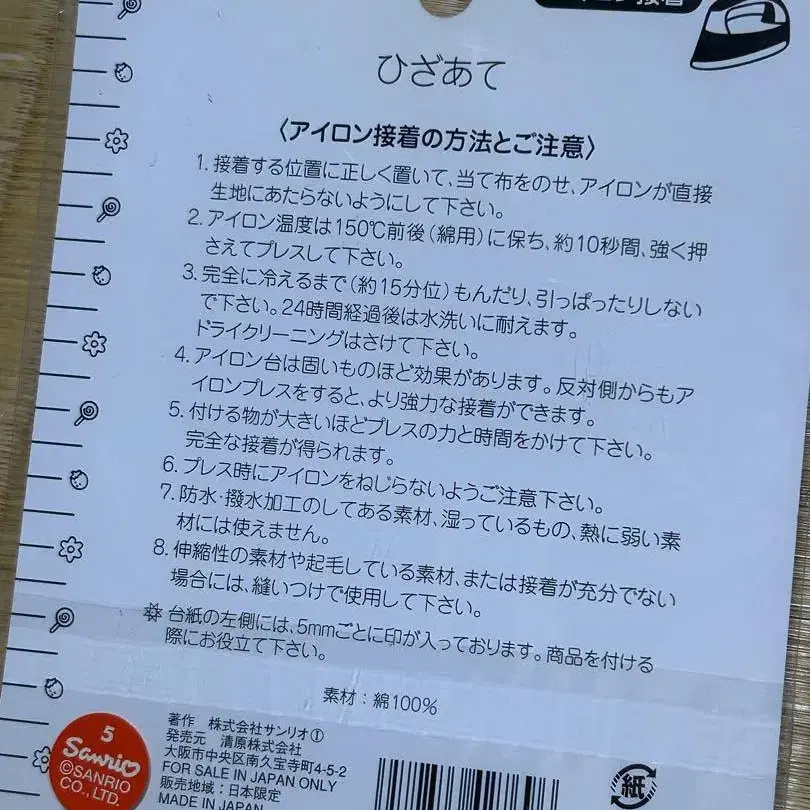 ひざあて
〈アイロン接着の方法とご注意〉
1. 接着する位置に正しく置いて、当て布をのせ、アイロンが直接
生地にあたらないようにして下さい。
2. アイロン温度は150℃前後(綿用)に保ち、約10秒間、強く押
さえてプレスして下さい。
3. 完全に冷えるまで(約15分位)もんだり、引っぱったりしない
で下さい。24時間経過後は水洗いに耐えます。
ドライクリーニングはさけて下さい。
4. アイロン台は固いものほど効果があります。反対側からもア
イロンプレスをすると、より強力な接着ができます。
5. 付ける物が大きいほどプレスの力と時間をかけて下さい。
完全な接着が得られます。
6. プレス時にアイロンをねじらないようご注意下さい。
7. 防水・撥水加工のしてある素材、湿っているもの、熱に弱い素
材には使えません。
8. 伸縮性の素材や起毛している素材、または接着が充分でない
場合には、縫いつけて使用して下さい。
※ 台紙の左側には、5mmごとに印が入っております。商品を付ける
際にお役立て下さい。
素材:綿100%
5
Sanrio
©SANRIO
CO., LTD.
著作 株式会社サンリオ①
発売元 清原株式会社
大阪市中央区南久宝寺町4-5-2
FOR SALE IN JAPAN ONLY
販売地域:日本限定
MADE IN JAPAN
紙